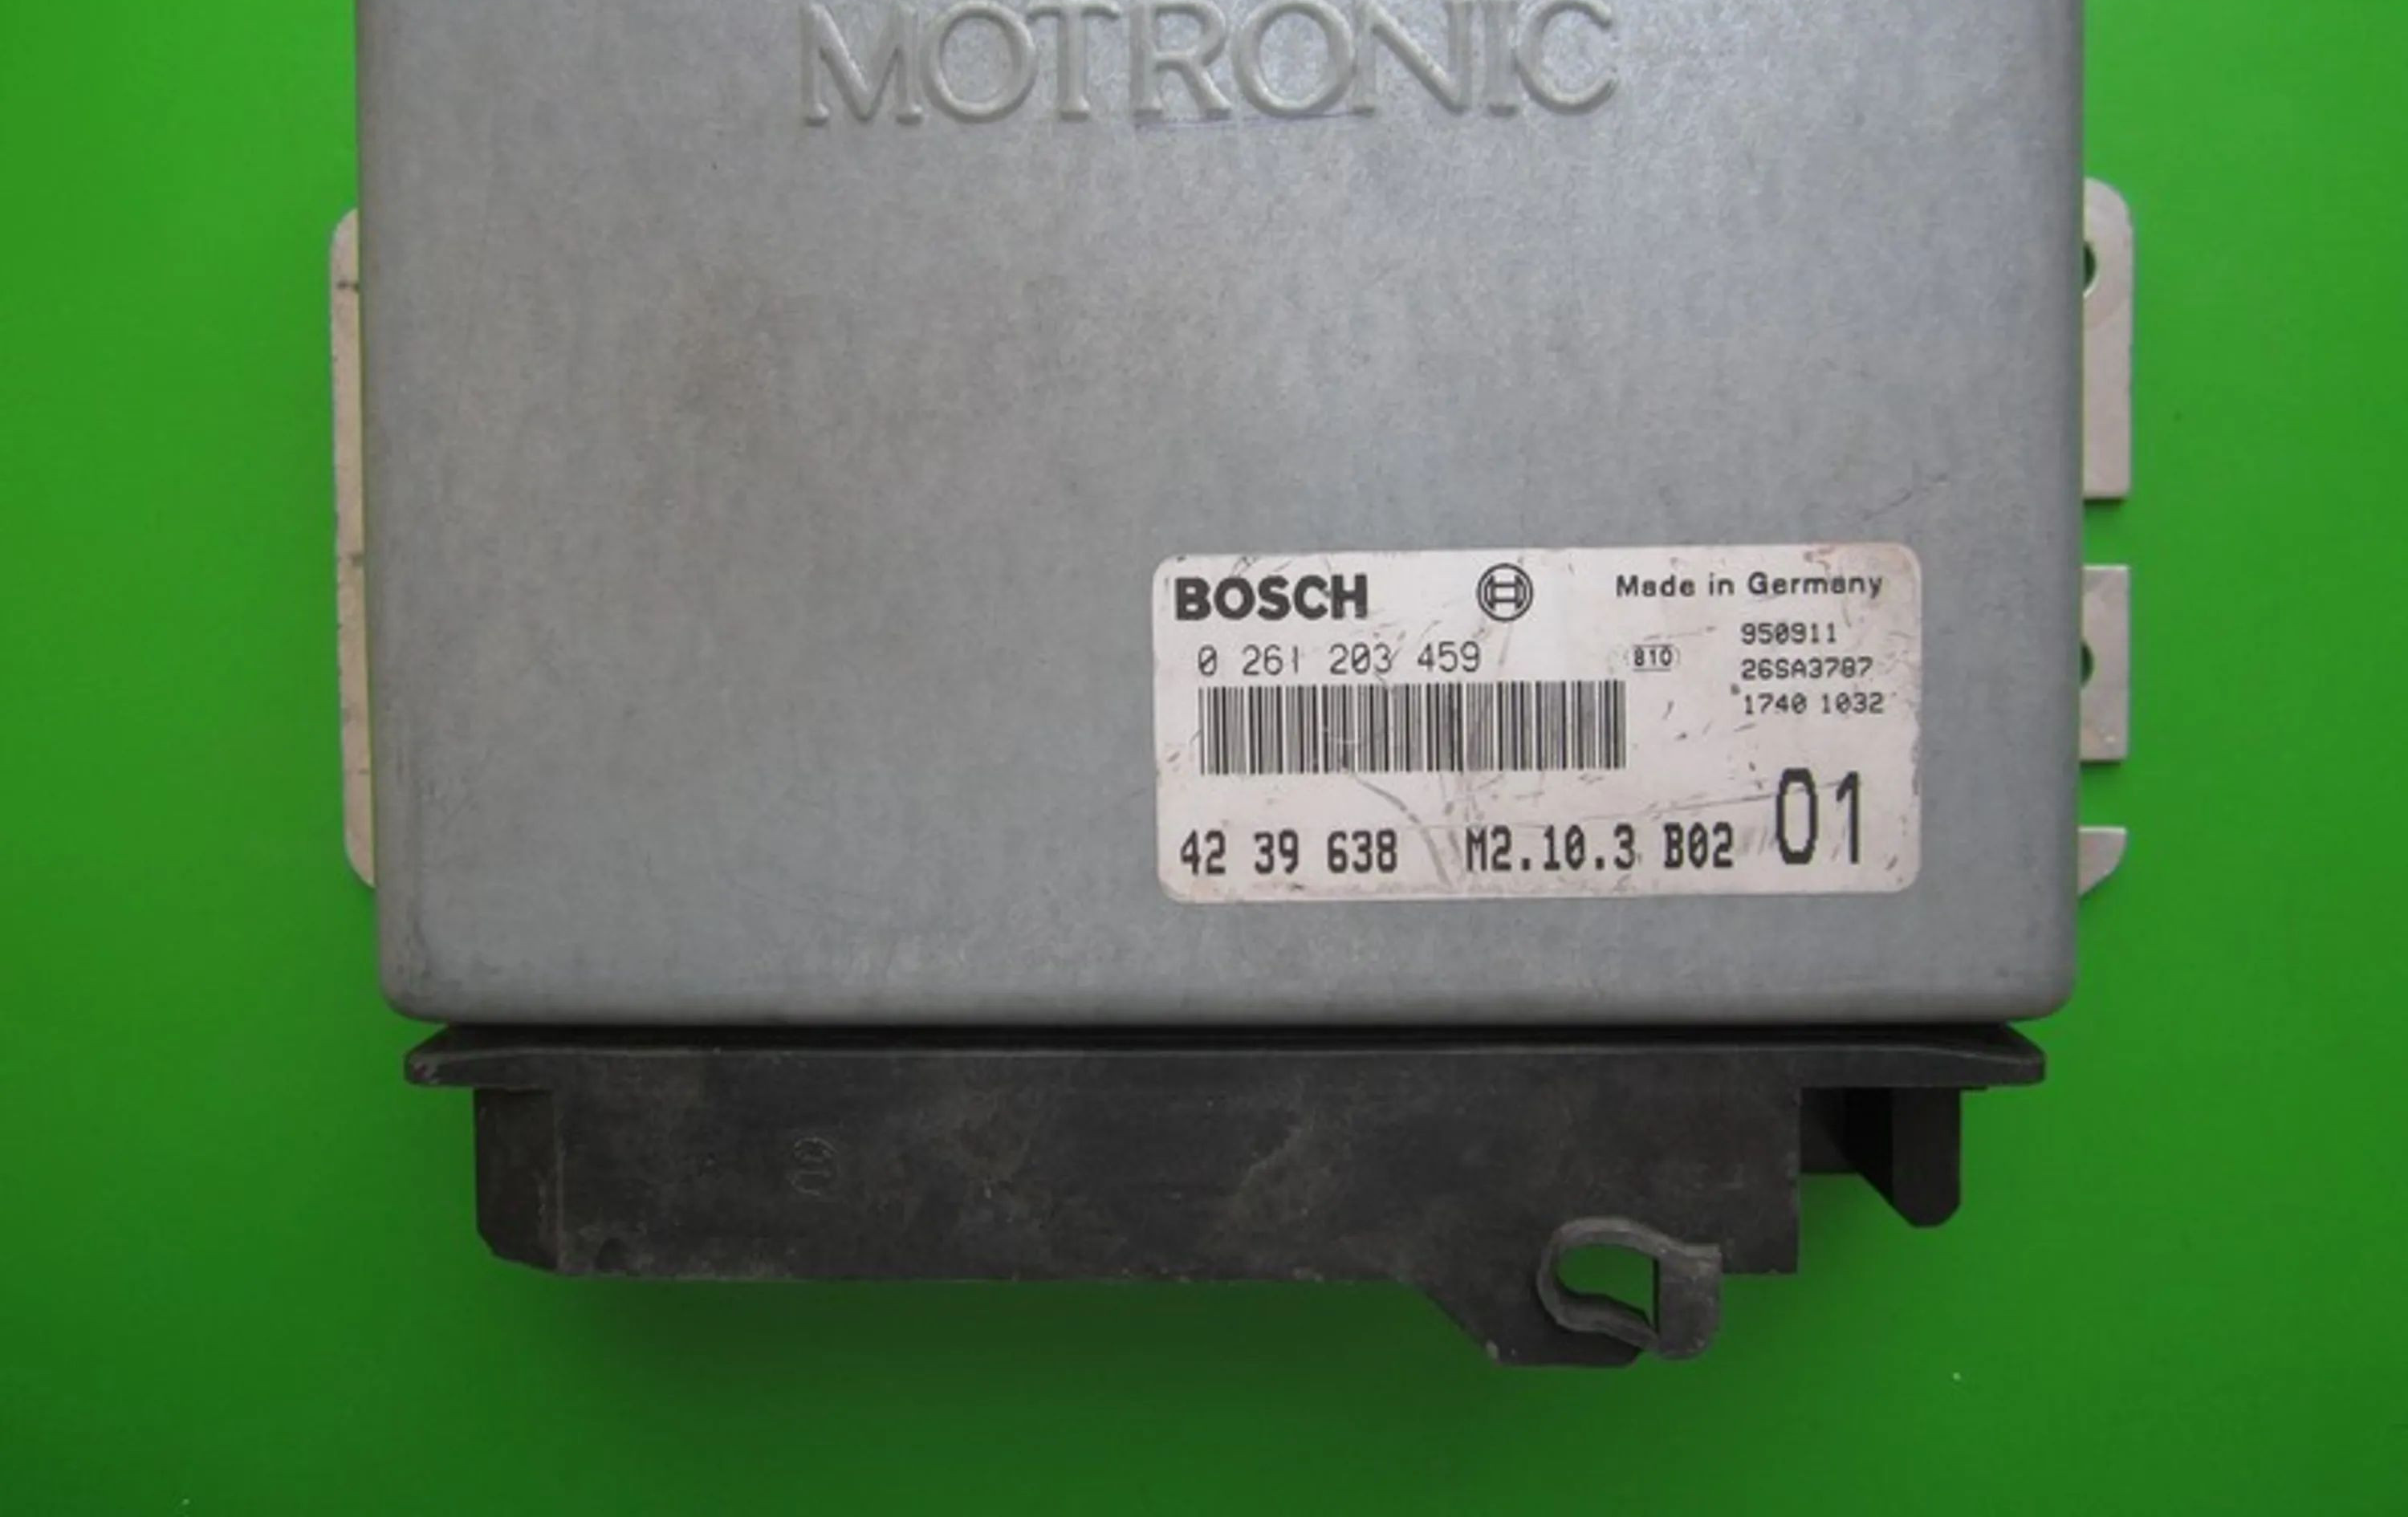 MOTRONIC
BOSCH Made in Germany
0 261 203 459 810 950911
26SA3787
1740 1032
42 39 638 M2.10.3 B02 01